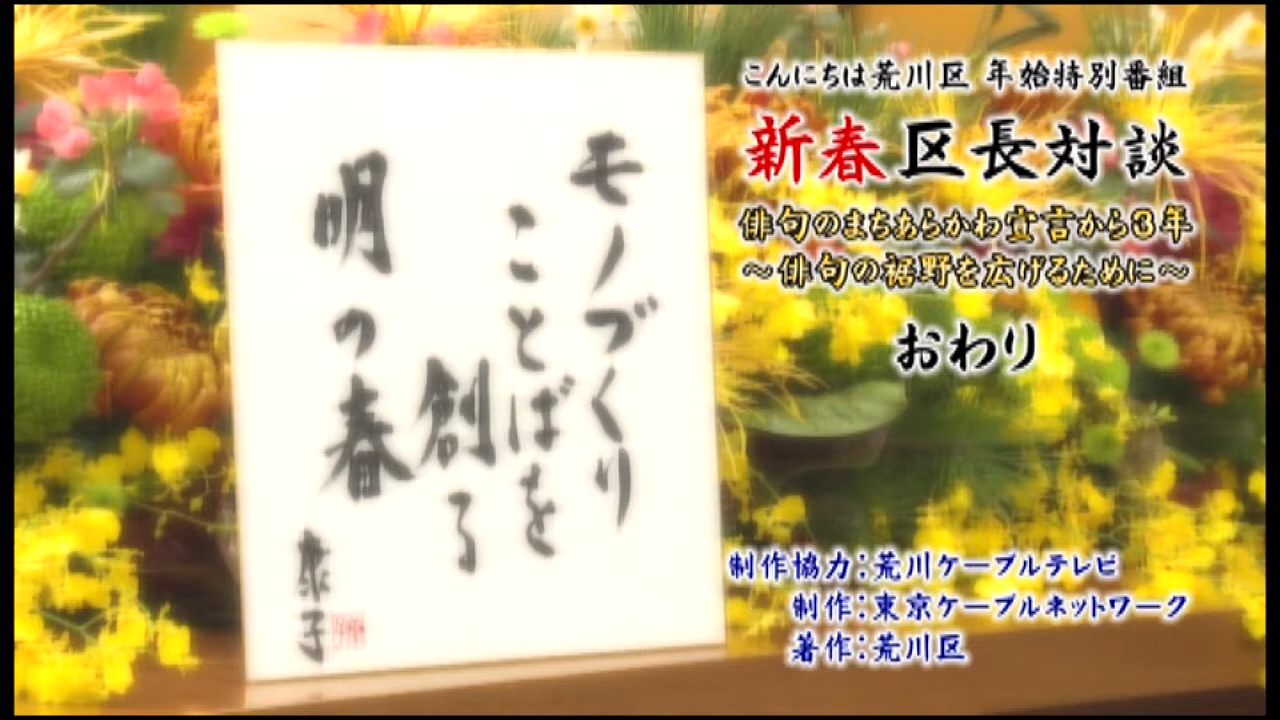 こんにちは荒川区 年始特別番組
新春区長対談
俳句のまちあらかわ宣言から3年
～俳句の裾野を広げるために～
おわり
モノづくり
ことばを
創る
明の春
制作協力:荒川ケーブルテレビ
制作:東京ケーブルネットワーク
著作:荒川区